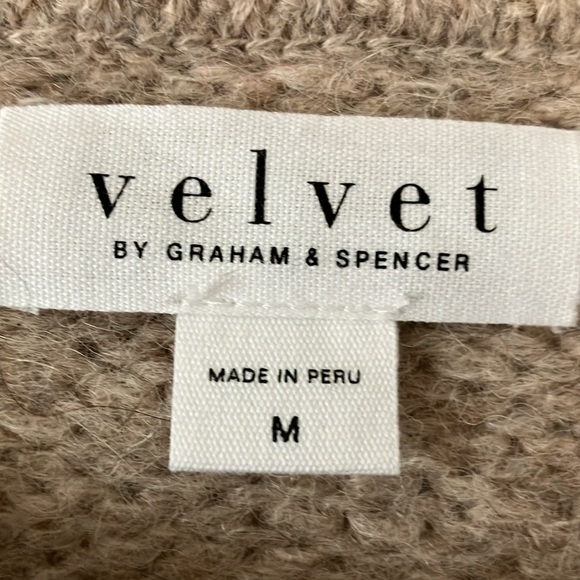 velvet
BY GRAHAM & SPENCER
MADE IN PERU
M